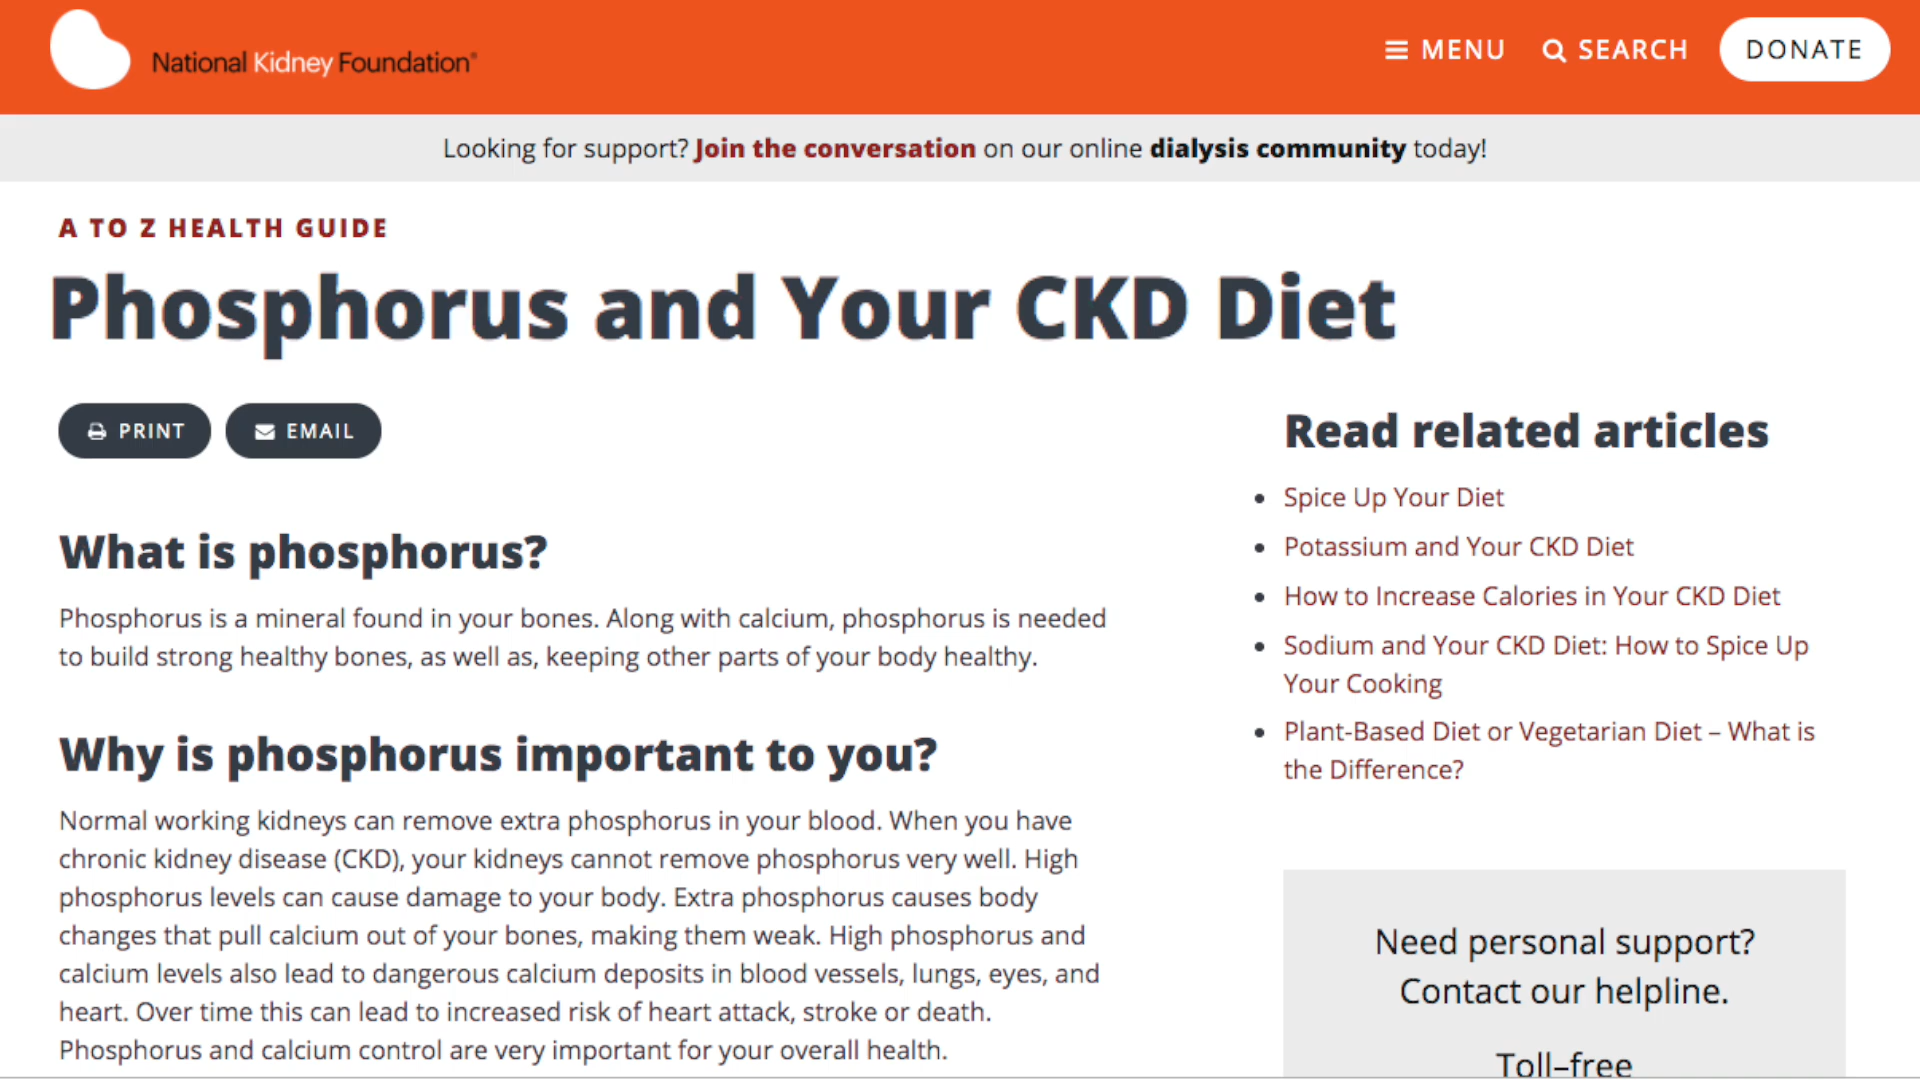 National Kidney Foundation®
MENU
SEARCH
DONATE
Looking for support? Join the conversation on our online dialysis community today!
A TO Z HEALTH GUIDE
Phosphorus and Your CKD Diet
PRINT
EMAIL
What is phosphorus?
Phosphorus is a mineral found in your bones. Along with calcium, phosphorus is needed
to build strong healthy bones, as well as, keeping other parts of your body healthy.
Why is phosphorus important to you?
Normal working kidneys can remove extra phosphorus in your blood. When you have
chronic kidney disease (CKD), your kidneys cannot remove phosphorus very well. High
phosphorus levels can cause damage to your body. Extra phosphorus causes body
changes that pull calcium out of your bones, making them weak. High phosphorus and
calcium levels also lead to dangerous calcium deposits in blood vessels, lungs, eyes, and
heart. Over time this can lead to increased risk of heart attack, stroke or death.
Phosphorus and calcium control are very important for your overall health.
Read related articles
• Spice Up Your Diet
• Potassium and Your CKD Diet
• How to Increase Calories in Your CKD Diet
• Sodium and Your CKD Diet: How to Spice Up
Your Cooking
• Plant-Based Diet or Vegetarian Diet – What is
the Difference?
Need personal support?
Contact our helpline.
Toll–free